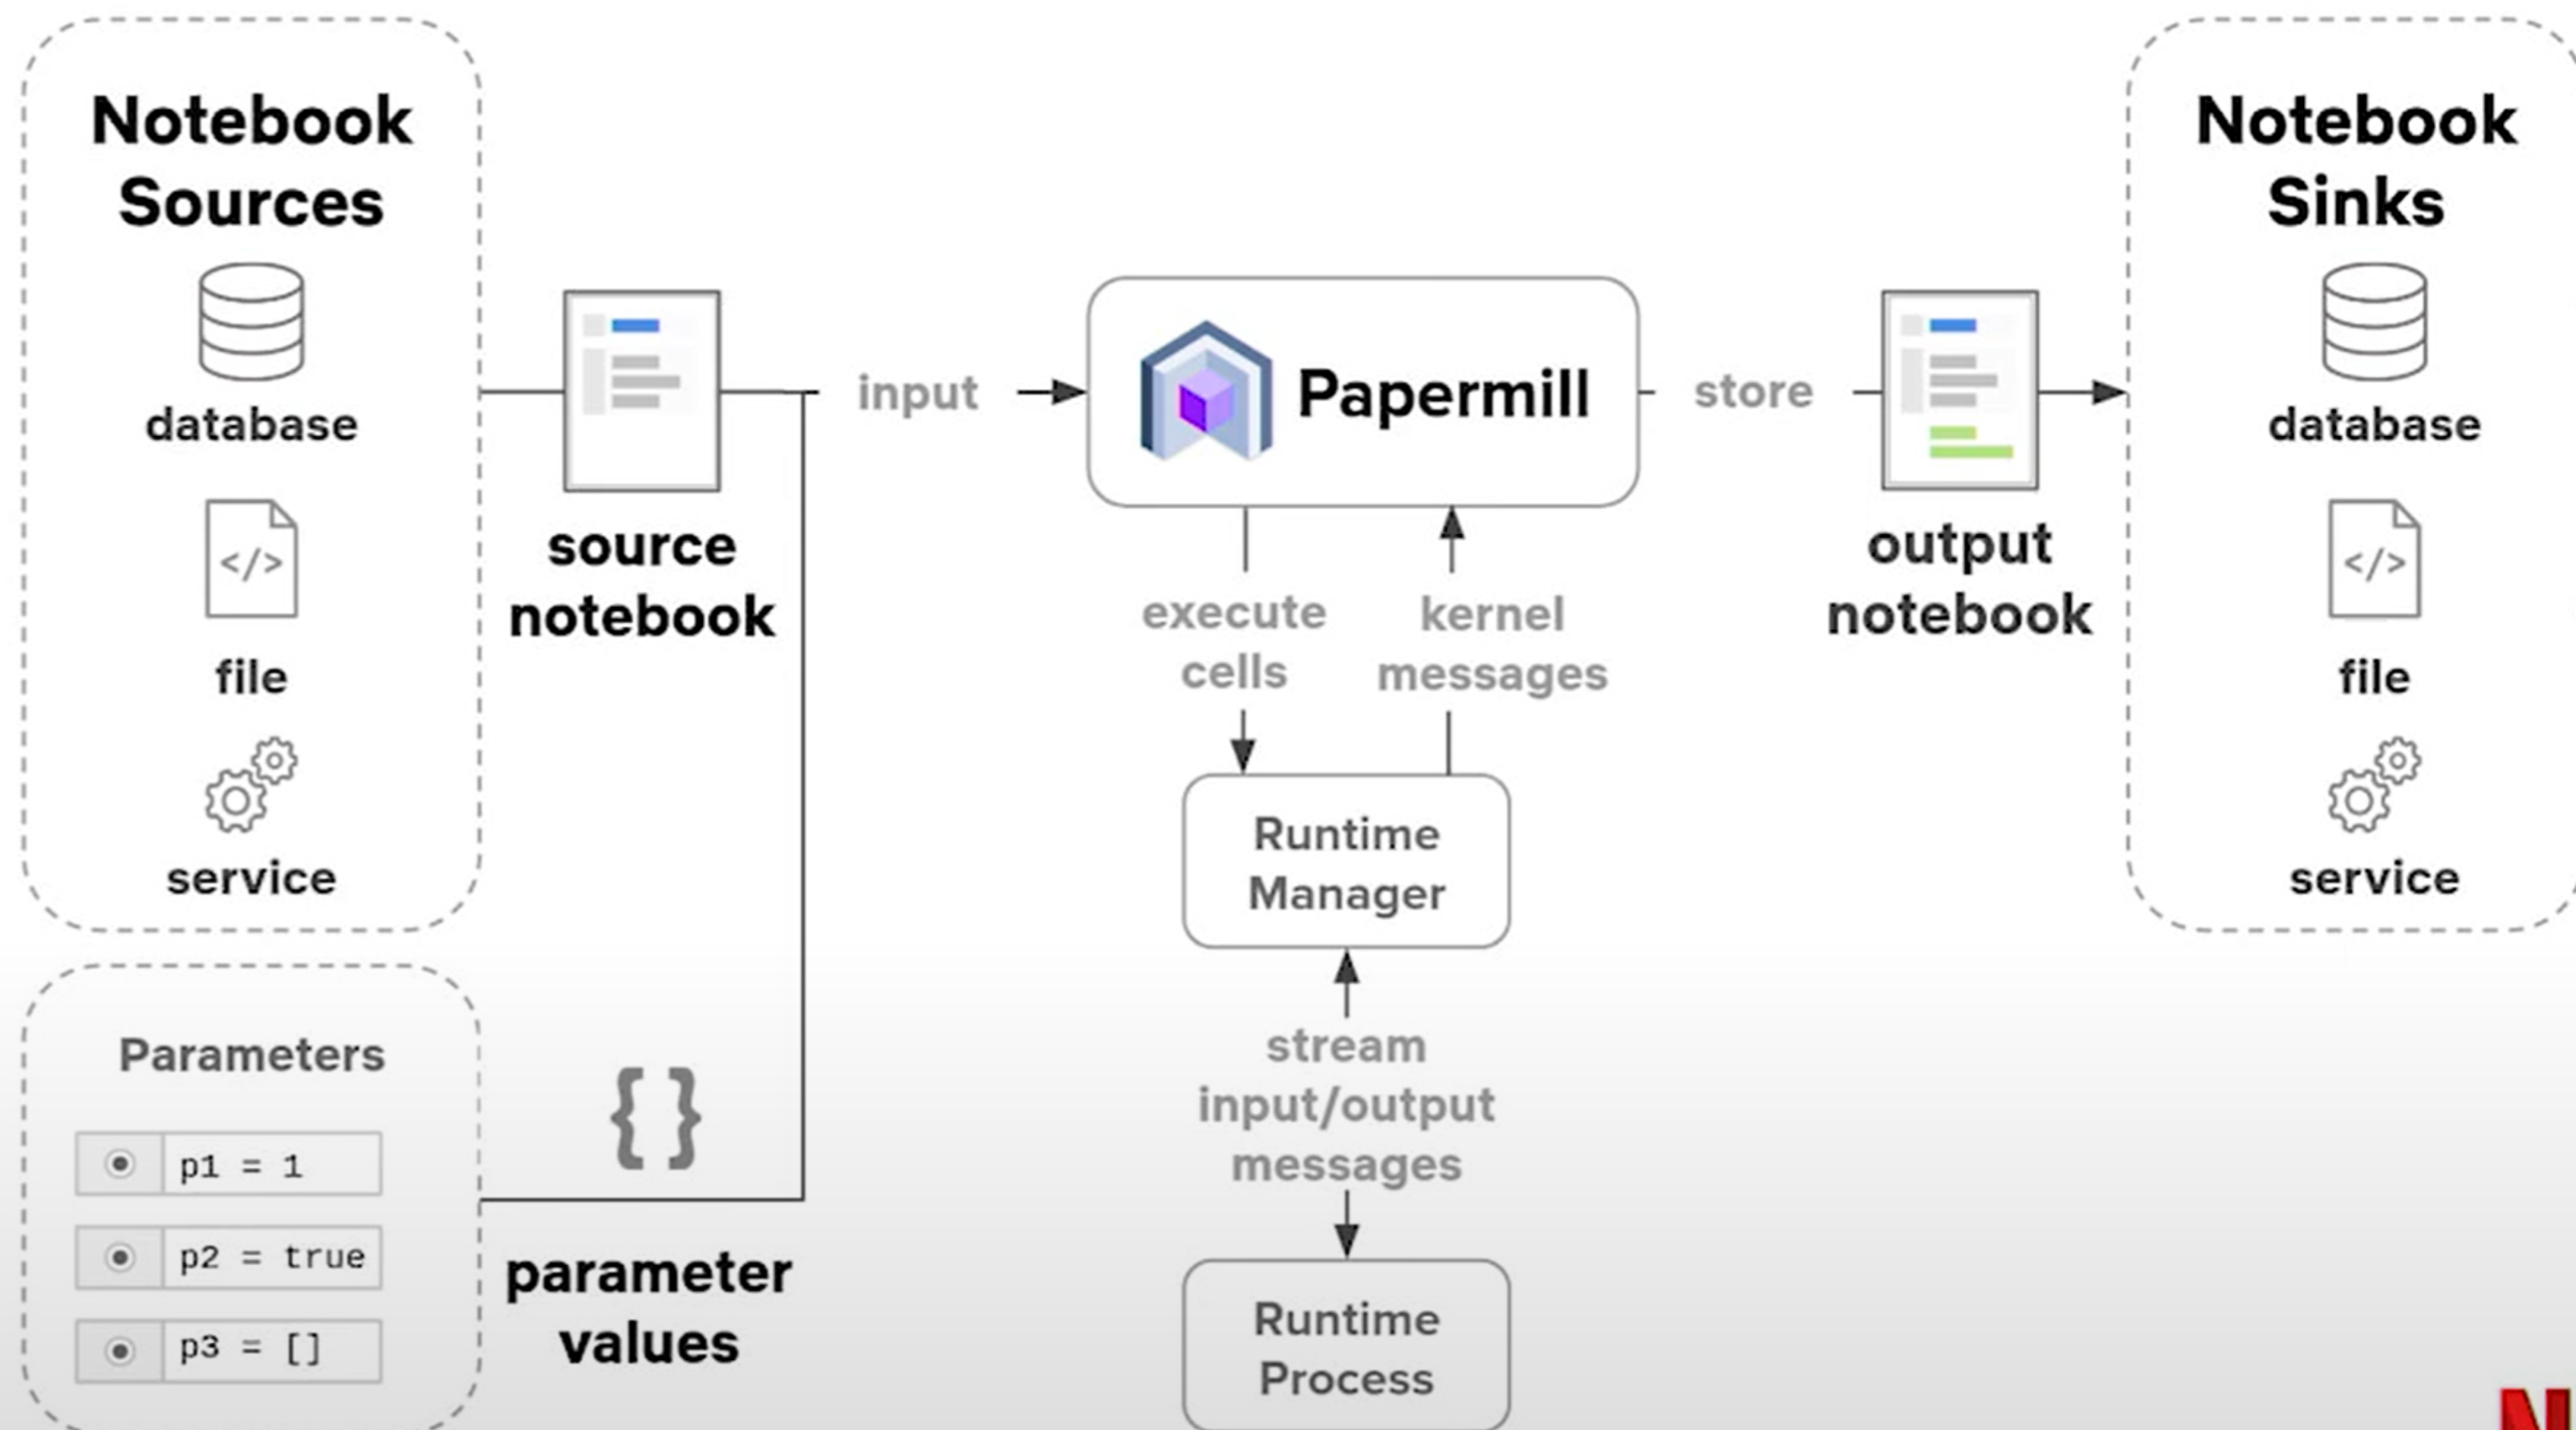 Notebook
Sources
database
</>
file
service
Parameters
p1 = 1
p2 = true
p3 = []
source
notebook
{}
parameter
values
input
Papermill
execute
cells
kernel
messages
Runtime
Manager
stream
input/output
messages
Runtime
Process
store
output
notebook
Notebook
Sinks
database
</>
file
service
N